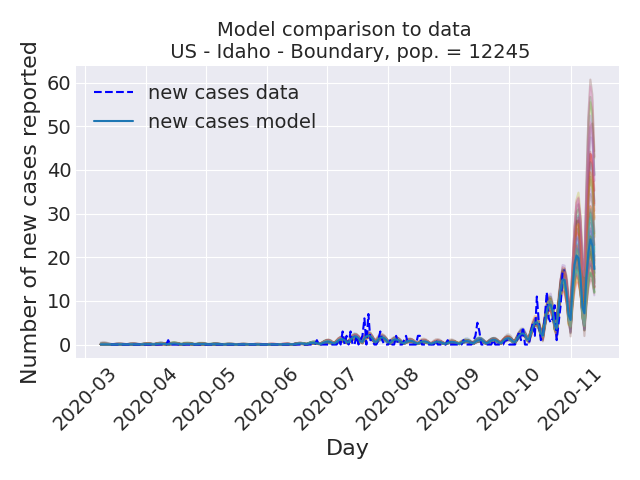 Model comparison to data
US - Idaho - Boundary, pop. = 12245
Number of new cases reported
60
50
40
30
20
10
0
new cases data
new cases model
2020-03
2020-04
2020-05
2020-06
2020-07
2020-08
2020-09
2020-10
2020-11
Day